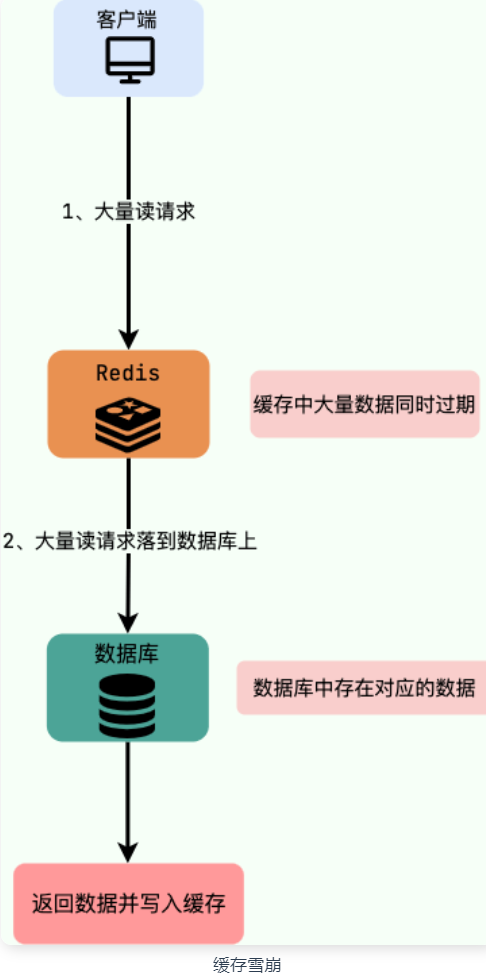 客户端
1、大量读请求
Redis
缓存中大量数据同时过期
2、大量读请求落到数据库上
数据库
数据库中存在对应的数据
返回数据并写入缓存
缓存雪崩